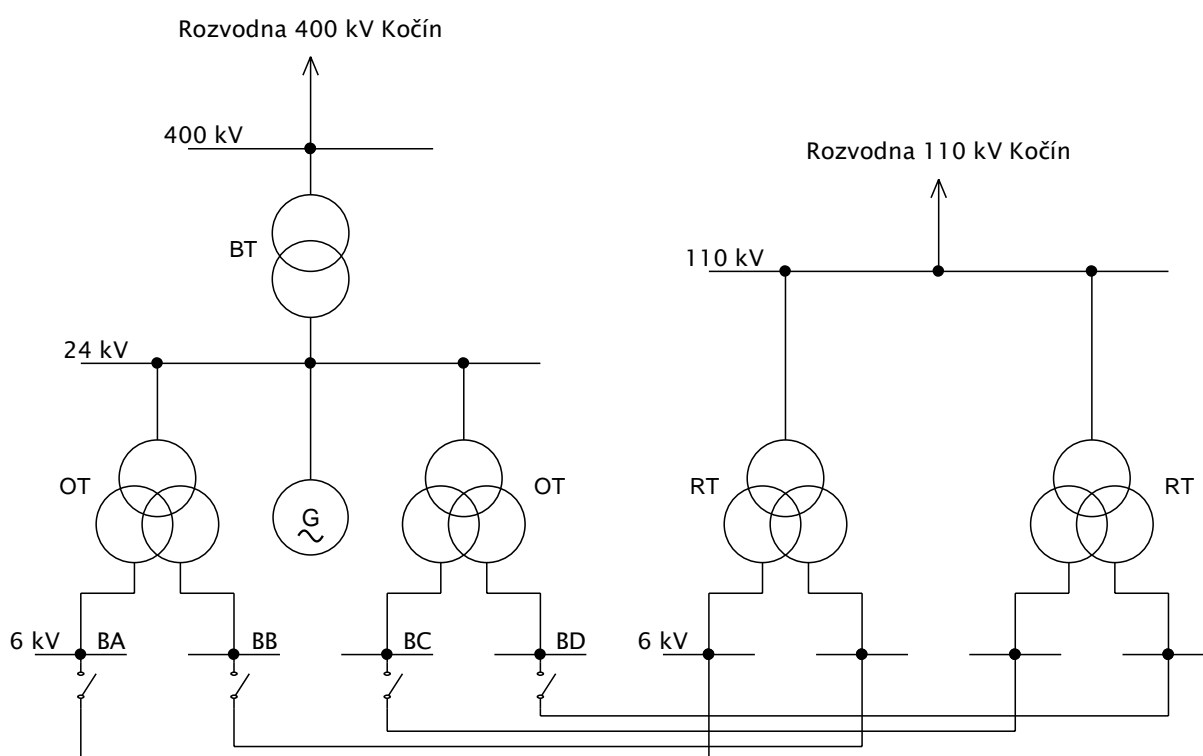 Rozvodna 400 kV Kočín
400 kV
Rozvodna 110 kV Kočín
BT
110 kV
24 kV
OT
G
OT
RT
RT
6 kV
BA
BB
BC
BD
6 kV